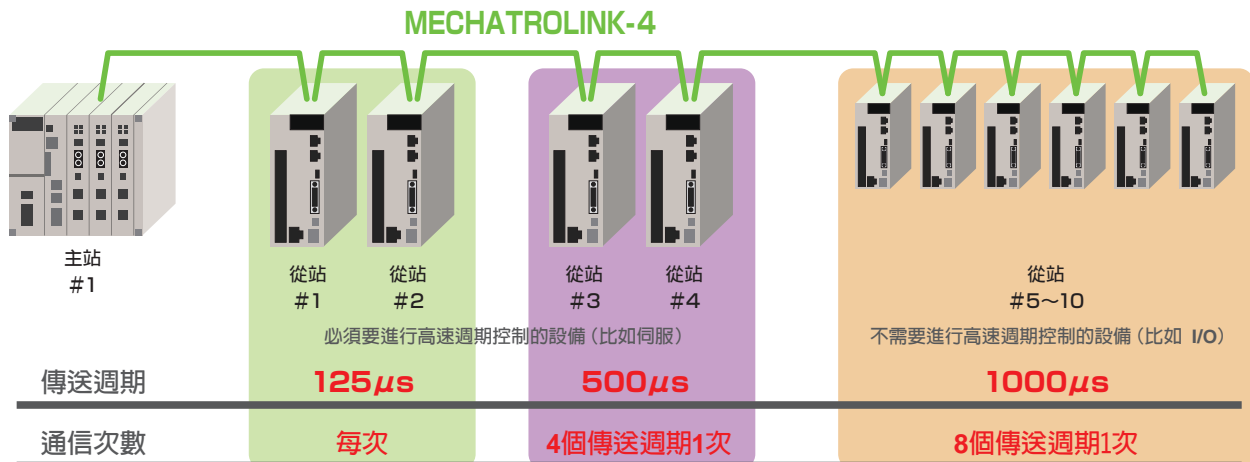 MECHATROLINK-4
主站
#1
從站
#1
從站
#2
從站
#3
從站
#4
從站
#5～10
必須要進行高速週期控制的設備（比如伺服）
不需要進行高速週期控制的設備（比如 I/O）
傳送週期 125μs 500μs 1000μs
通信次數 每次 4個傳送週期1次 8個傳送週期1次